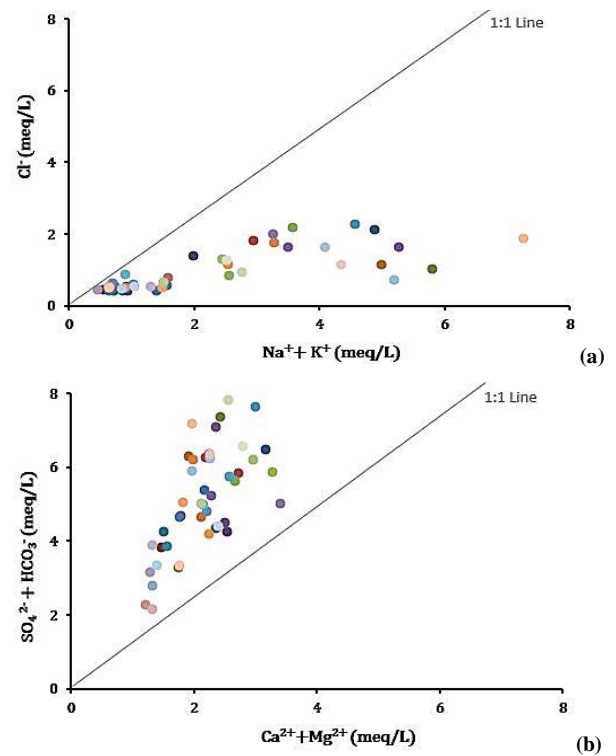 8
1:1 Line
6
Cl⁻ (meq/L)
4
2
0
0 2 4 6 8
Na⁺+ K⁺ (meq/L)
(a)
8
1:1 Line
6
SO₄²⁻+ HCO₃⁻ (meq/L)
4
2
0
0 2 4 6 8
Ca²⁺+Mg²⁺ (meq/L)
(b)